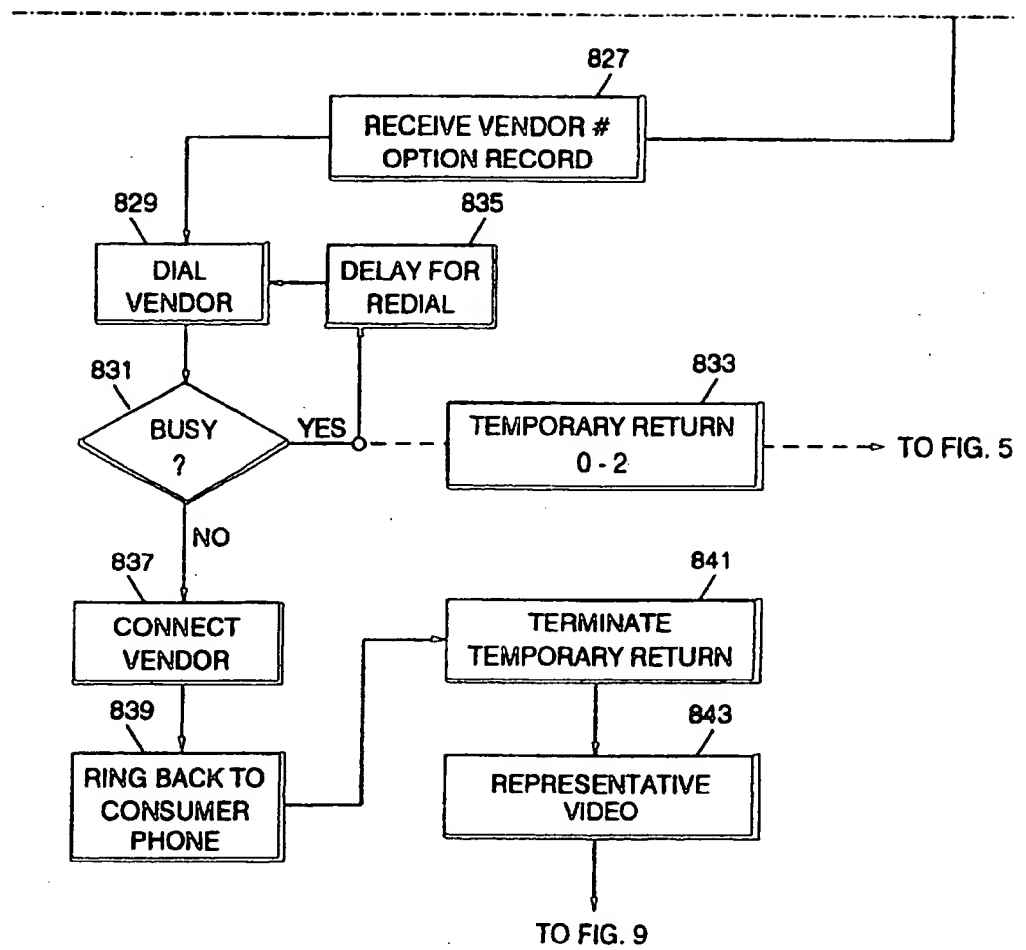 827
RECEIVE VENDOR #
OPTION RECORD
829
835
DIAL
VENDOR
DELAY FOR
REDIAL
831
833
BUSY
?
YES
TEMPORARY RETURN
0 - 2
TO FIG. 5
NO
837
841
CONNECT
VENDOR
TERMINATE
TEMPORARY RETURN
839
843
RING BACK TO
CONSUMER
PHONE
REPRESENTATIVE
VIDEO
TO FIG. 9